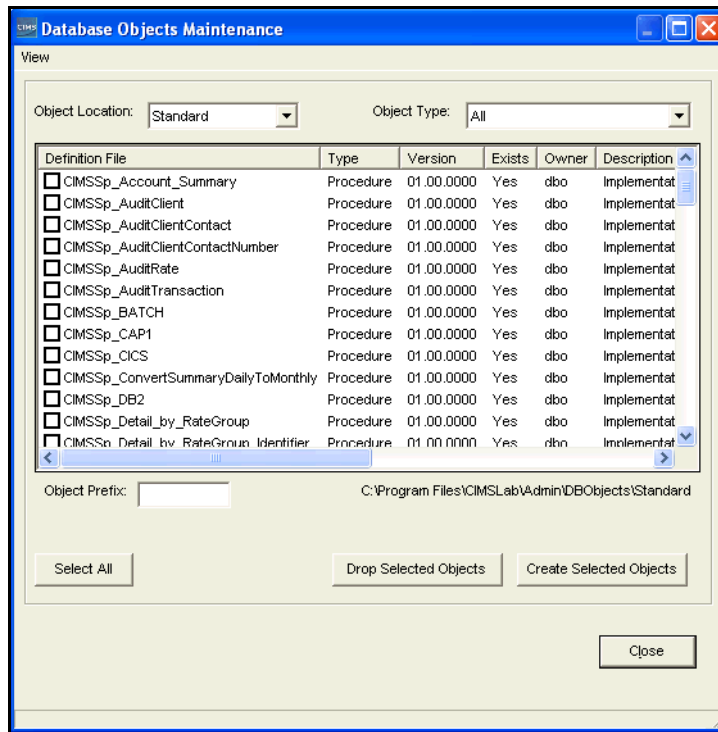 CIMS Database Objects Maintenance
View
Object Location: Standard Object Type: All
Definition File Type Version Exists Owner Description
CIMSSp_Account_Summary Procedure 01.00.0000 Yes dbo Implementat
CIMSSp_AuditClient Procedure 01.00.0000 Yes dbo Implementat
CIMSSp_AuditClientContact Procedure 01.00.0000 Yes dbo Implementat
CIMSSp_AuditClientContactNumber Procedure 01.00.0000 Yes dbo Implementat
CIMSSp_AuditRate Procedure 01.00.0000 Yes dbo Implementat
CIMSSp_AuditTransaction Procedure 01.00.0000 Yes dbo Implementat
CIMSSp_BATCH Procedure 01.00.0000 Yes dbo Implementat
CIMSSp_CAP1 Procedure 01.00.0000 Yes dbo Implementat
CIMSSp_CICS Procedure 01.00.0000 Yes dbo Implementat
CIMSSp_ConvertSummaryDailyToMonthly Procedure 01.00.0000 Yes dbo Implementat
CIMSSp_DB2 Procedure 01.00.0000 Yes dbo Implementat
CIMSSp_Detail_by_RateGroup Procedure 01.00.0000 Yes dbo Implementat
CIMSSp_Detail_by_RateGroup_Identifier Procedure 01.00.0000 Yes dbo Implementat
Object Prefix: C:\Program Files\CIMSLab\Admin\DBObjects\Standard
Select All Drop Selected Objects Create Selected Objects
Close